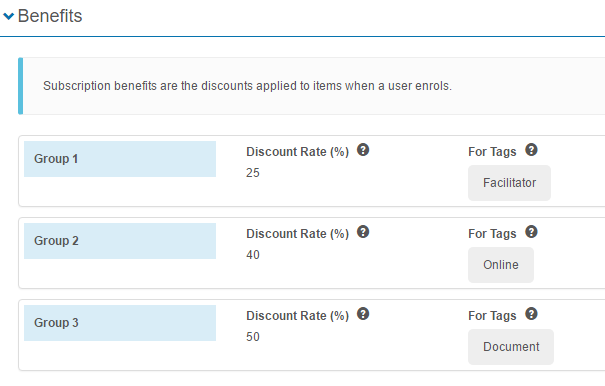 Benefits
Subscription benefits are the discounts applied to items when a user enrols.
Group 1
Discount Rate (%)
25
For Tags
Facilitator
Group 2
Discount Rate (%)
40
For Tags
Online
Group 3
Discount Rate (%)
50
For Tags
Document